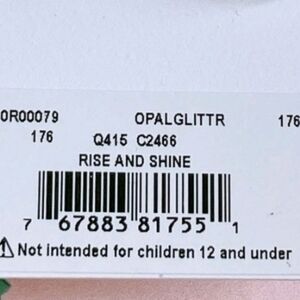 0R00079 OPALGLITTR 176
176 Q415 C2466
RISE AND SHINE
7 67883 81755 1
Not intended for children 12 and under